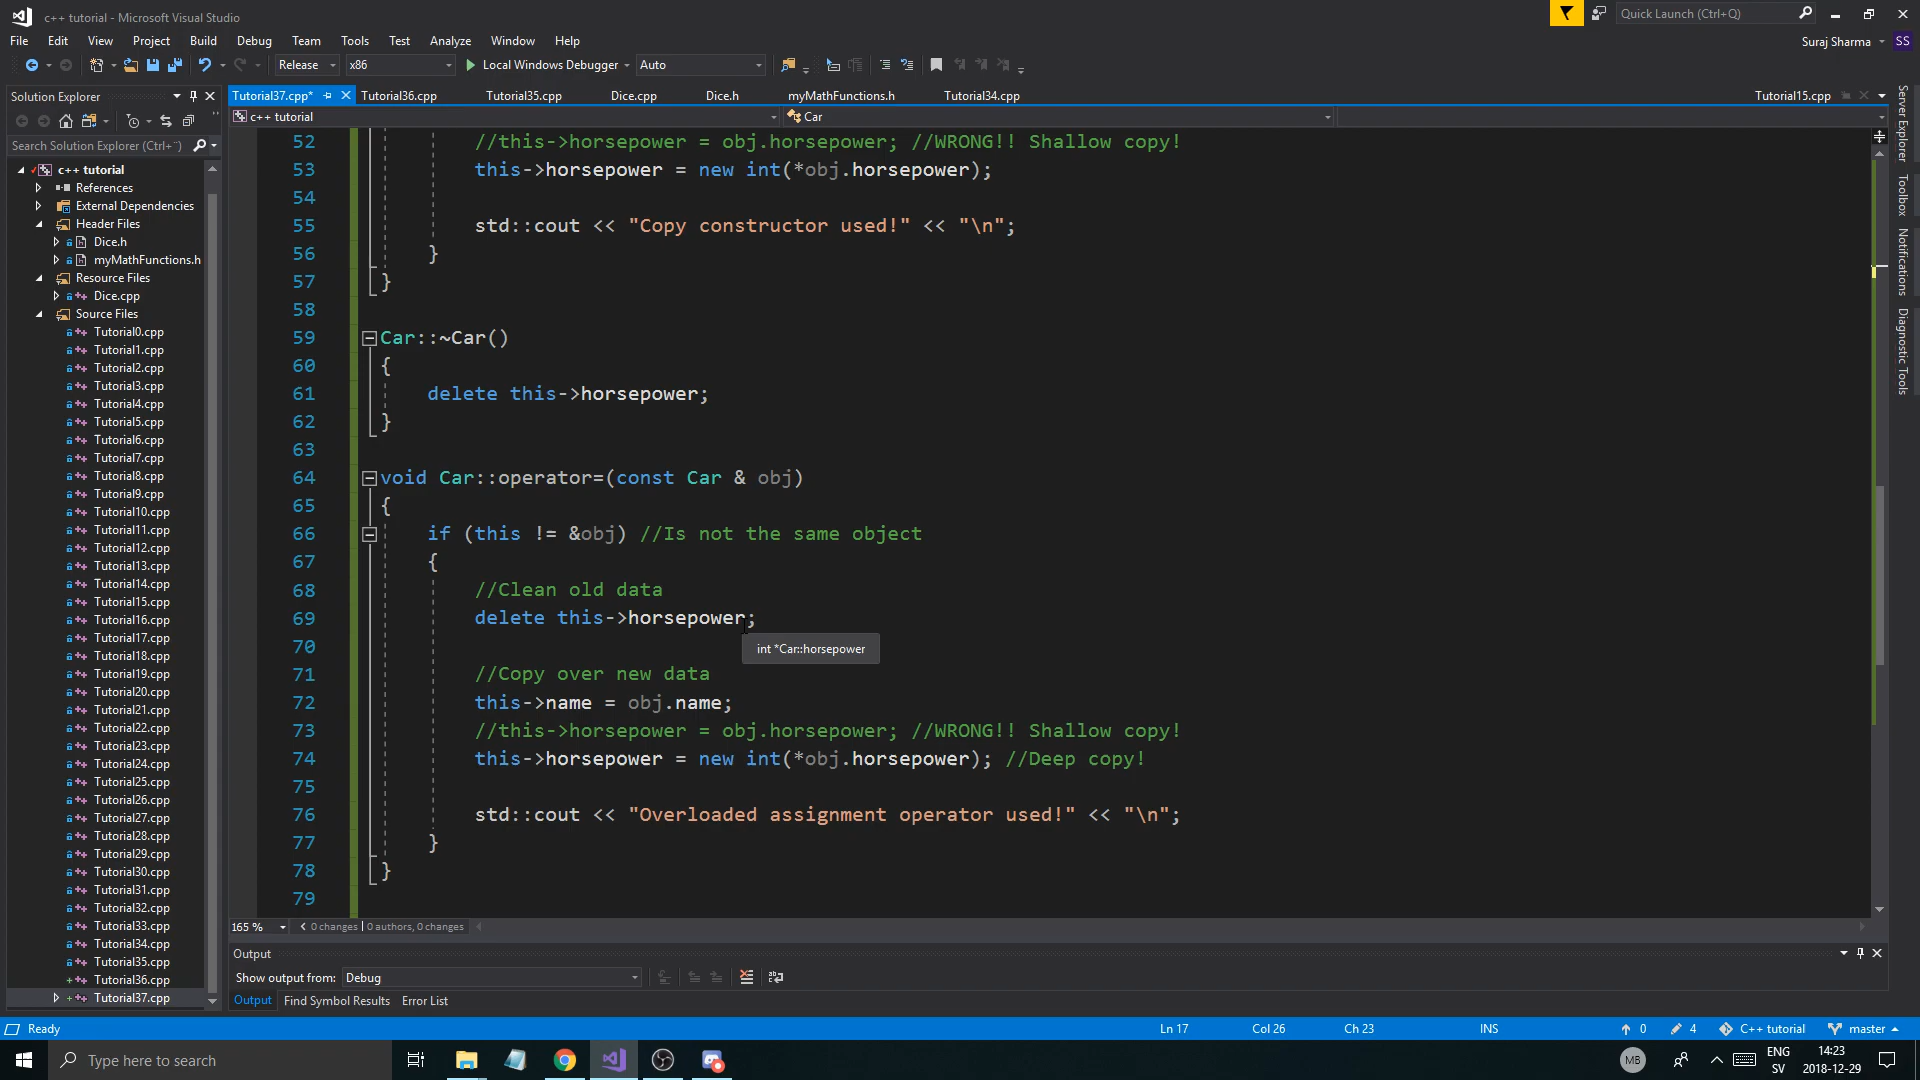 c++ tutorial - Microsoft Visual Studio
Quick Launch (Ctrl+Q)
File Edit View Project Build Debug Team Tools Test Analyze Window Help
Suraj Sharma SS
Release x86 Local Windows Debugger Auto
Solution Explorer
Tutorial37.cpp* Tutorial36.cpp Tutorial35.cpp Dice.cpp Dice.h myMathFunctions.h Tutorial34.cpp Tutorial15.cpp
c++ tutorial Car
Search Solution Explorer (Ctrl+
c++ tutorial
References
External Dependencies
Header Files
Dice.h
myMathFunctions.h
Resource Files
Dice.cpp
Source Files
Tutorial0.cpp
Tutorial1.cpp
Tutorial2.cpp
Tutorial3.cpp
Tutorial4.cpp
Tutorial5.cpp
Tutorial6.cpp
Tutorial7.cpp
Tutorial8.cpp
Tutorial9.cpp
Tutorial10.cpp
Tutorial11.cpp
Tutorial12.cpp
Tutorial13.cpp
Tutorial14.cpp
Tutorial15.cpp
Tutorial16.cpp
Tutorial17.cpp
Tutorial18.cpp
Tutorial19.cpp
Tutorial20.cpp
Tutorial21.cpp
Tutorial22.cpp
Tutorial23.cpp
Tutorial24.cpp
Tutorial25.cpp
Tutorial26.cpp
Tutorial27.cpp
Tutorial28.cpp
Tutorial29.cpp
Tutorial30.cpp
Tutorial31.cpp
Tutorial32.cpp
Tutorial33.cpp
Tutorial34.cpp
Tutorial35.cpp
Tutorial36.cpp
Tutorial37.cpp
52 //this->horsepower = obj.horsepower; //WRONG!! Shallow copy!
53 this->horsepower = new int(*obj.horsepower);
54
55 std::cout << "Copy constructor used!" << "\n";
56 }
57 }
58
59 Car::~Car()
60 {
61 delete this->horsepower;
62 }
63
64 void Car::operator=(const Car & obj)
65 {
66 if (this != &obj) //Is not the same object
67 {
68 //Clean old data
69 delete this->horsepower;
70
int *Car::horsepower
71 //Copy over new data
72 this->name = obj.name;
73 //this->horsepower = obj.horsepower; //WRONG!! Shallow copy!
74 this->horsepower = new int(*obj.horsepower); //Deep copy!
75
76 std::cout << "Overloaded assignment operator used!" << "\n";
77 }
78 }
79
165 % 0 changes | 0 authors, 0 changes
Output
Show output from: Debug
Output Find Symbol Results Error List
Server Explorer
Toolbox
Notifications
Diagnostic Tools
Ready Ln 17 Col 26 Ch 23 INS 0 4 C++ tutorial master
Type here to search
MB ENG SV 14:23 2018-12-29